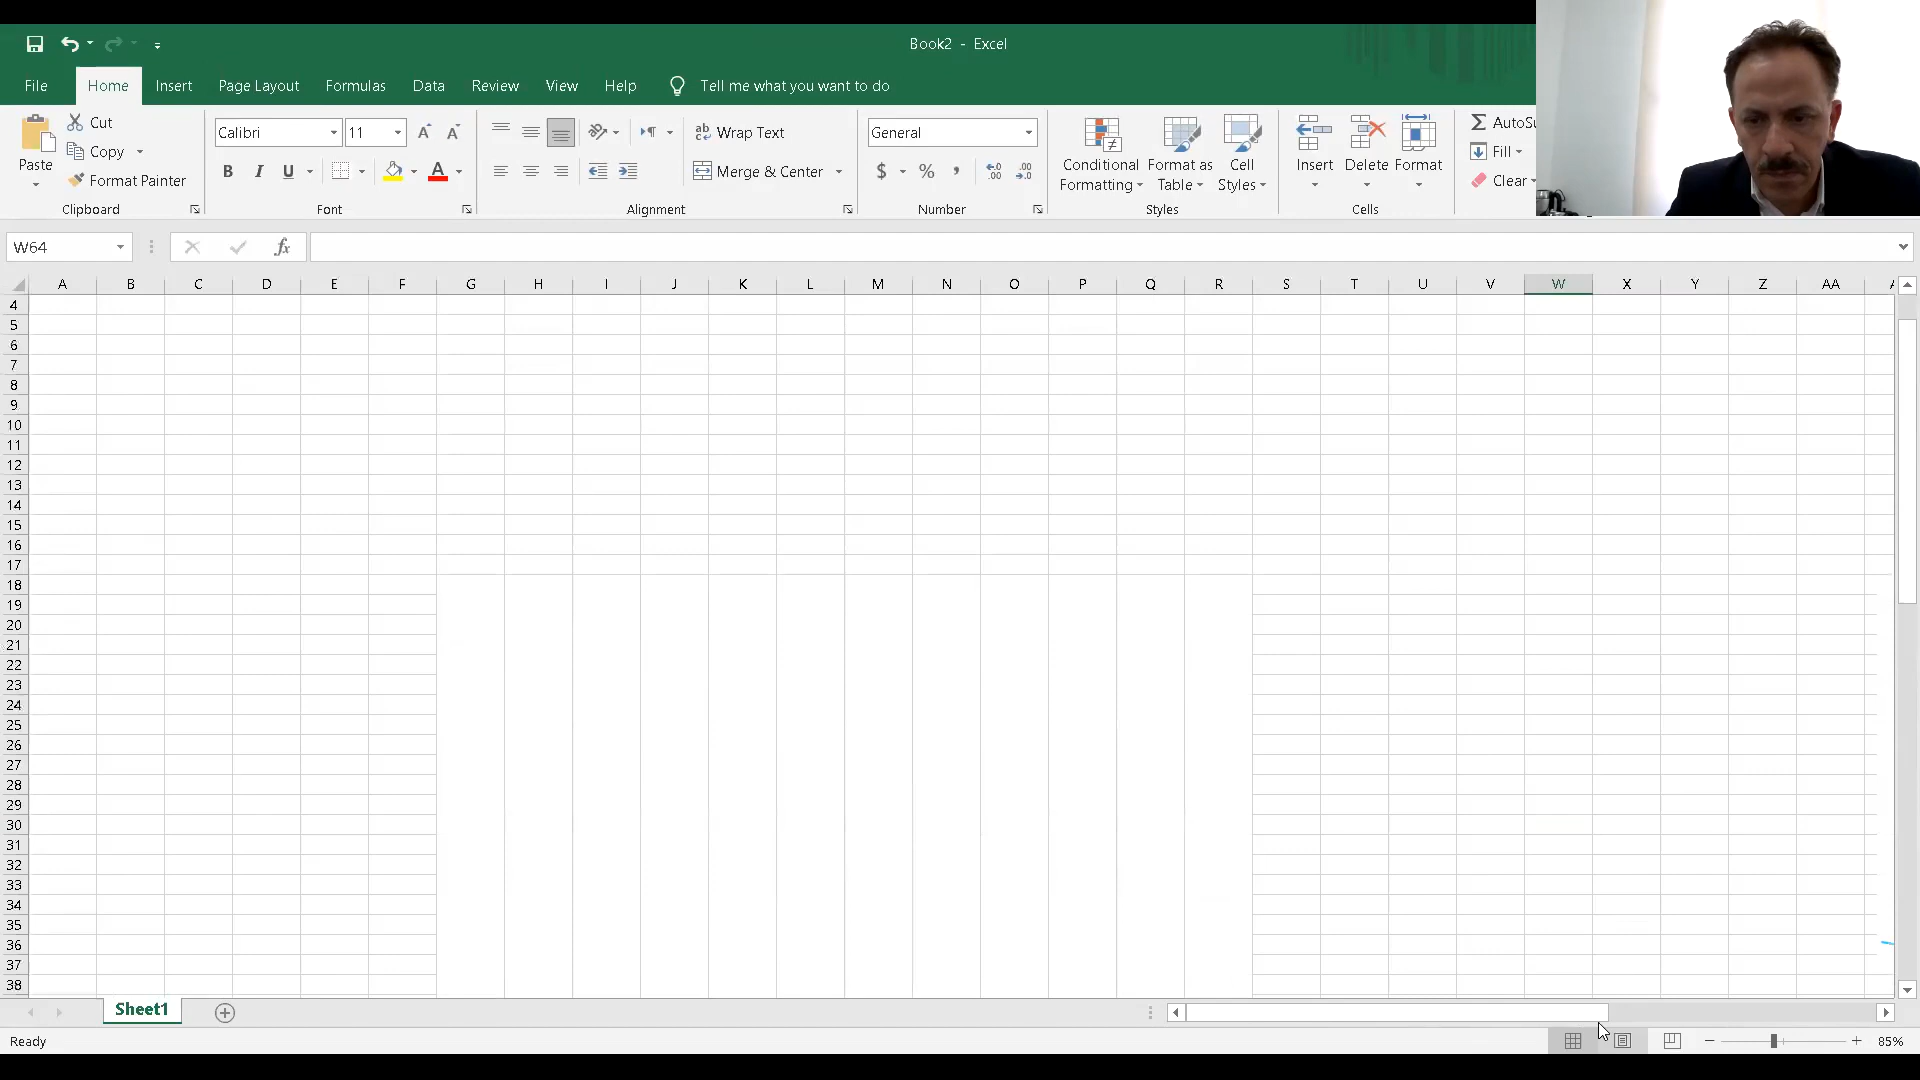 Book2 - Excel
File Home Insert Page Layout Formulas Data Review View Help Tell me what you want to do
Paste
Cut
Copy
Format Painter
Clipboard
Calibri 11
B I U
Font
Wrap Text
Merge & Center
Alignment
General
$ % ,
Number
Conditional Formatting
Format as Table
Cell Styles
Styles
Insert Delete Format
Cells
Σ AutoSu
Fill
Clear
W64
fx
A B C D E F G H I J K L M N O P Q R S T U V W X Y Z AA
4
5
6
7
8
9
10
11
12
13
14
15
16
17
18
19
20
21
22
23
24
25
26
27
28
29
30
31
32
33
34
35
36
37
38
Sheet1
Ready
85%